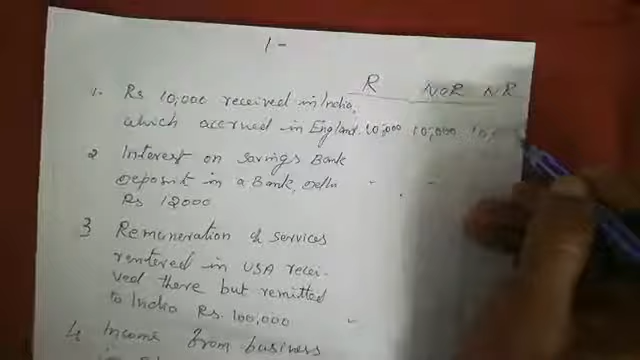 1 -
R NOR NR
1. Rs 10,000 received in India,
which accrued in England. 10,000 10,000 10,
2 Interest on savings Bank
deposit in a Bank, Delhi
Rs 12000
3 Remuneration of services
rentered in USA recei-
ved there but remitted
to India Rs. 100,000
4. Income from business